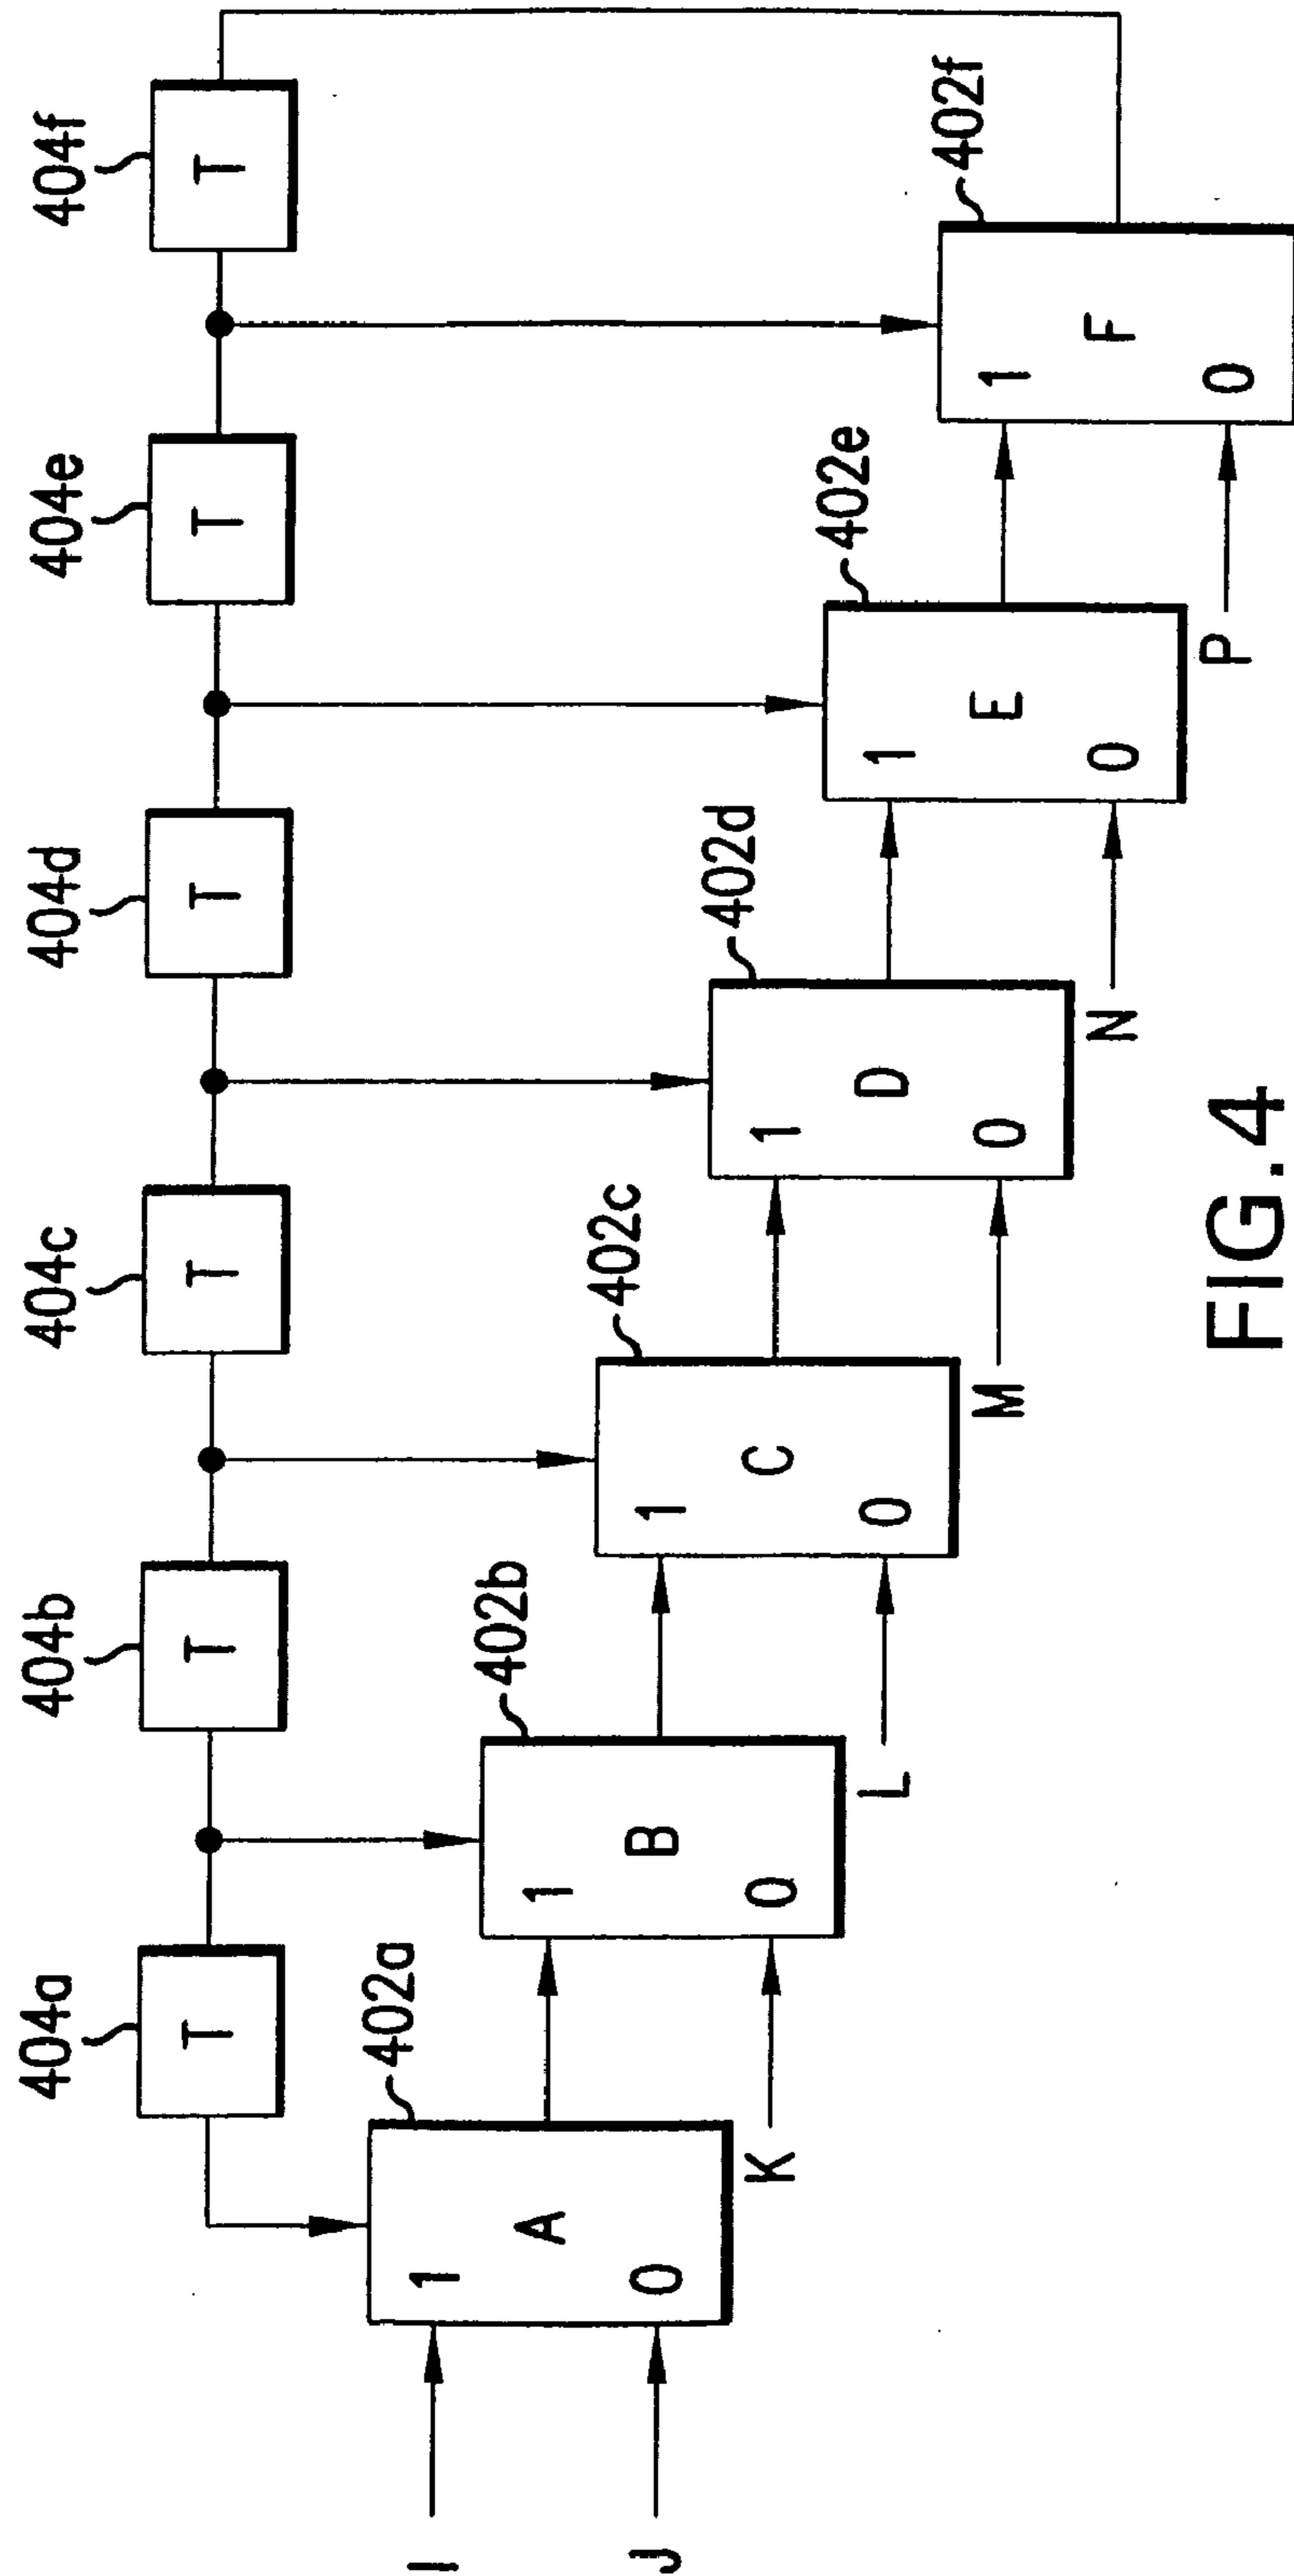 404a 404b 404c 404d 404e 404f
T T T T T T
402a 402b 402c 402d 402e 402f
I 1 A 0 J
K 1 B 0
L 1 C 0
M 1 D 0
N 1 E 0
P 1 F 0
FIG.4